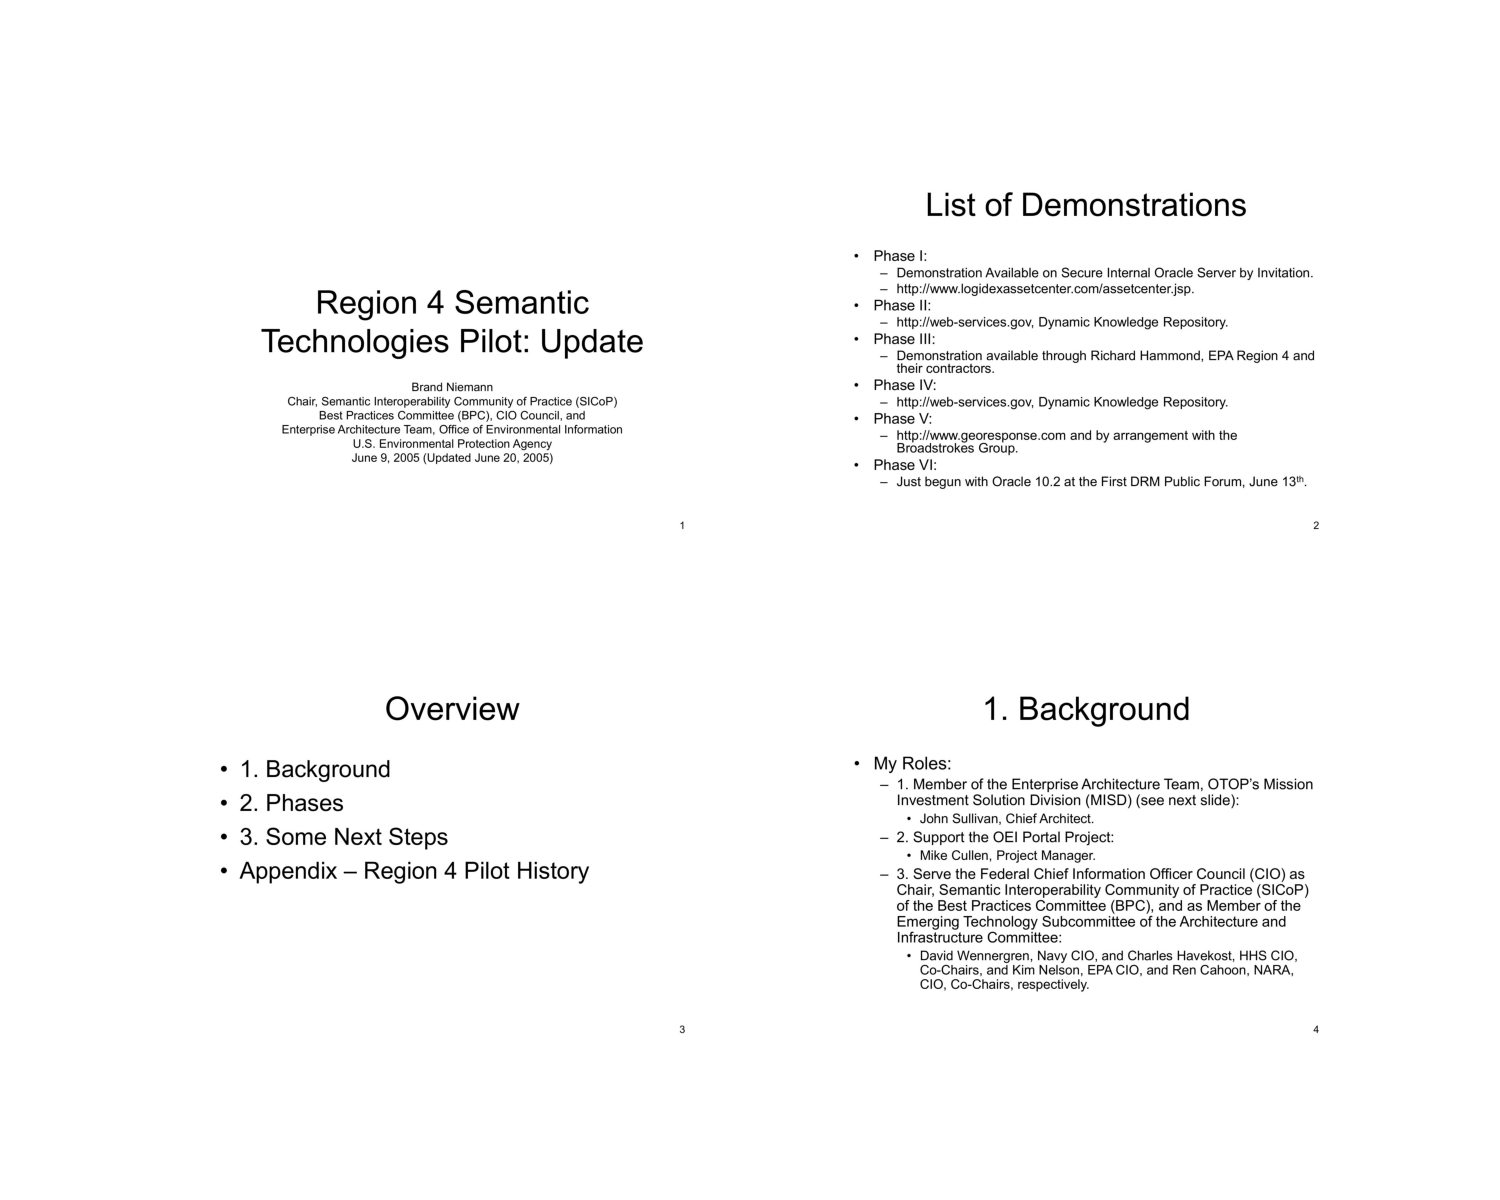 Region 4 Semantic
Technologies Pilot: Update
Brand Niemann
Chair, Semantic Interoperability Community of Practice (SICoP)
Best Practices Committee (BPC), CIO Council, and
Enterprise Architecture Team, Office of Environmental Information
U.S. Environmental Protection Agency
June 9, 2005 (Updated June 20, 2005)
1
List of Demonstrations
• Phase I:
– Demonstration Available on Secure Internal Oracle Server by Invitation.
– http://www.logidexassetcenter.com/assetcenter.jsp.
• Phase II:
– http://web-services.gov, Dynamic Knowledge Repository.
• Phase III:
– Demonstration available through Richard Hammond, EPA Region 4 and
their contractors.
• Phase IV:
– http://web-services.gov, Dynamic Knowledge Repository.
• Phase V:
– http://www.georesponse.com and by arrangement with the
Broadstrokes Group.
• Phase VI:
– Just begun with Oracle 10.2 at the First DRM Public Forum, June 13th.
2
Overview
• 1. Background
• 2. Phases
• 3. Some Next Steps
• Appendix – Region 4 Pilot History
3
1. Background
• My Roles:
– 1. Member of the Enterprise Architecture Team, OTOP’s Mission
Investment Solution Division (MISD) (see next slide):
• John Sullivan, Chief Architect.
– 2. Support the OEI Portal Project:
• Mike Cullen, Project Manager.
– 3. Serve the Federal Chief Information Officer Council (CIO) as
Chair, Semantic Interoperability Community of Practice (SICoP)
of the Best Practices Committee (BPC), and as Member of the
Emerging Technology Subcommittee of the Architecture and
Infrastructure Committee:
• David Wennergren, Navy CIO, and Charles Havekost, HHS CIO,
Co-Chairs, and Kim Nelson, EPA CIO, and Ren Cahoon, NARA,
CIO, Co-Chairs, respectively.
4